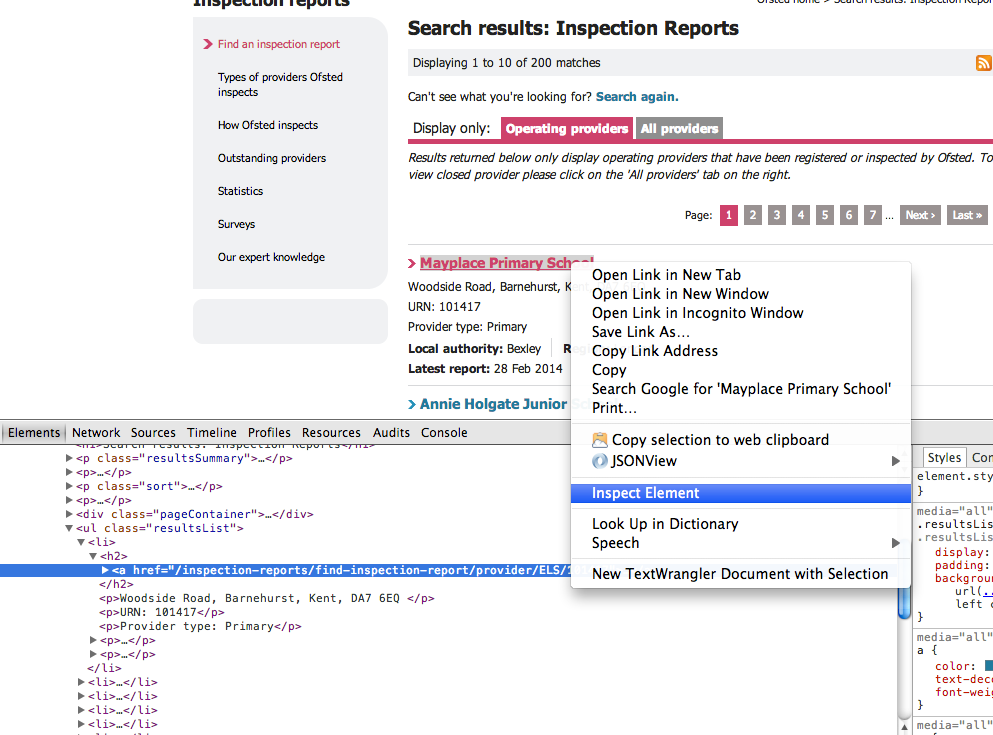 Inspection reports
Ofsted home > Search results: Inspection Repor
Find an inspection report
Types of providers Ofsted
inspects
How Ofsted inspects
Outstanding providers
Statistics
Surveys
Our expert knowledge
Search results: Inspection Reports
Displaying 1 to 10 of 200 matches
Can't see what you're looking for? Search again.
Display only: Operating providers All providers
Results returned below only display operating providers that have been registered or inspected by Ofsted. To
view closed provider please click on the 'All providers' tab on the right.
Page: 1 2 3 4 5 6 7 ... Next › Last »
Mayplace Primary School
Woodside Road, Barnehurst, Kent
URN: 101417
Provider type: Primary
Local authority: Bexley
Latest report: 28 Feb 2014
Annie Holgate Junior
Open Link in New Tab
Open Link in New Window
Open Link in Incognito Window
Save Link As...
Copy Link Address
Copy
Search Google for 'Mayplace Primary School'
Print...
Copy selection to web clipboard
JSONView
Inspect Element
Look Up in Dictionary
Speech
New TextWrangler Document with Selection
Elements Network Sources Timeline Profiles Resources Audits Console
<h1>Search results: Inspection Reports</h1>
<p class="resultsSummary">…</p>
<p>…</p>
<p class="sort">…</p>
<p>…</p>
<div class="pageContainer">…</div>
<ul class="resultsList">
<li>
<h2>
<a href="/inspection-reports/find-inspection-report/provider/ELS/1
</h2>
<p>Woodside Road, Barnehurst, Kent, DA7 6EQ </p>
<p>URN: 101417</p>
<p>Provider type: Primary</p>
<p>…</p>
<p>…</p>
</li>
<li>…</li>
<li>…</li>
<li>…</li>
<li>…</li>
Styles Con
element.sty
}
media="all"
.resultsLis
.resultsLis
display:
padding:
backgroun
url(..
left c
}
media="all"
a {
color:
text-deco
font-weig
}
media="all"